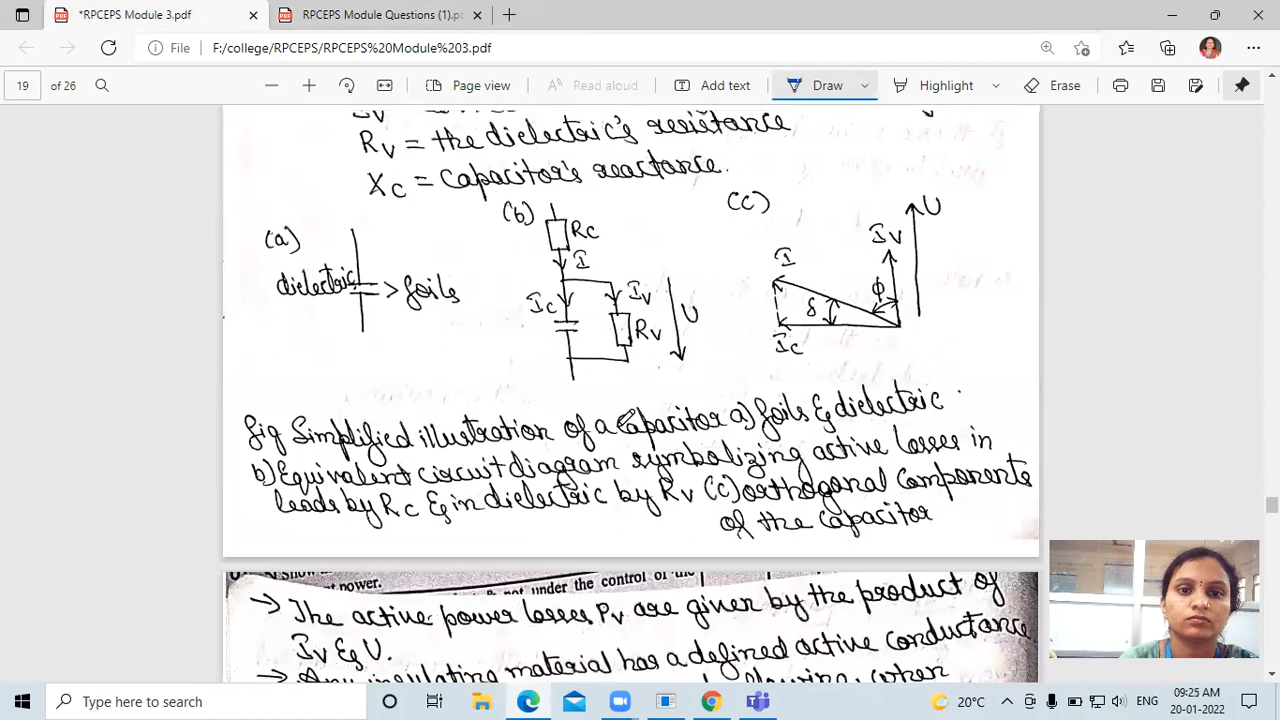 *RPCEPS Module 3.pdf
RPCEPS Module Questions (1).pc
File F:/college/RPCEPS/RPCEPS%20Module%203.pdf
19 of 26 Page view Read aloud Add text Draw Highlight Erase
Rv = the dielectric's resistance
Xc = Capacitor's reactance.
(a)
dielectric
foils
(b)
Rc
I
Ic
Iv
Rv
U
(c)
U
Iv
I
ϕ
δ
Ic
fig Simplified illustration of a Capacitor a) foils & dielectric
b) Equivalent circuit diagram symbolizing active losses in
leads by Rc & in dielectric by Rv (c) orthogonal components
of the capacitor
not under the control of the
power.
→ The active power losses Pv are given by the product of
Iv & U.
→ Any insulating material has a defined active conductance
when
Type here to search
20°C ENG 09:25 AM
20-01-2022